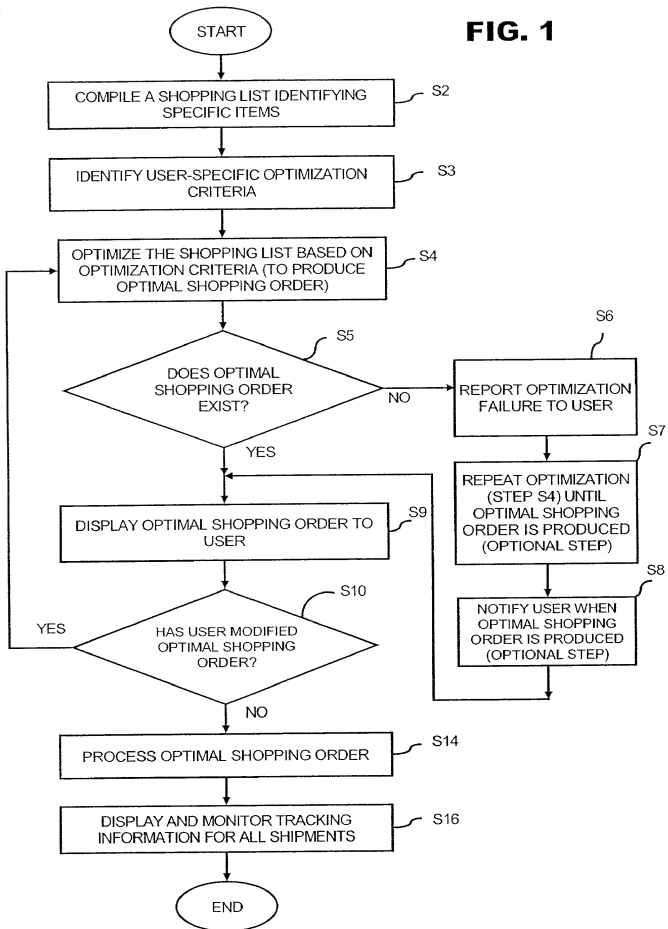 FIG. 1
START
COMPILE A SHOPPING LIST IDENTIFYING
SPECIFIC ITEMS
S2
IDENTIFY USER-SPECIFIC OPTIMIZATION
CRITERIA
S3
OPTIMIZE THE SHOPPING LIST BASED ON
OPTIMIZATION CRITERIA (TO PRODUCE
OPTIMAL SHOPPING ORDER)
S4
DOES OPTIMAL
SHOPPING ORDER
EXIST?
S5
NO
YES
REPORT OPTIMIZATION
FAILURE TO USER
S6
REPEAT OPTIMIZATION
(STEP S4) UNTIL
OPTIMAL SHOPPING
ORDER IS PRODUCED
(OPTIONAL STEP)
S7
NOTIFY USER WHEN
OPTIMAL SHOPPING
ORDER IS PRODUCED
(OPTIONAL STEP)
S8
DISPLAY OPTIMAL SHOPPING ORDER TO
USER
S9
HAS USER MODIFIED
OPTIMAL SHOPPING
ORDER?
S10
YES
NO
PROCESS OPTIMAL SHOPPING ORDER
S14
DISPLAY AND MONITOR TRACKING
INFORMATION FOR ALL SHIPMENTS
S16
END